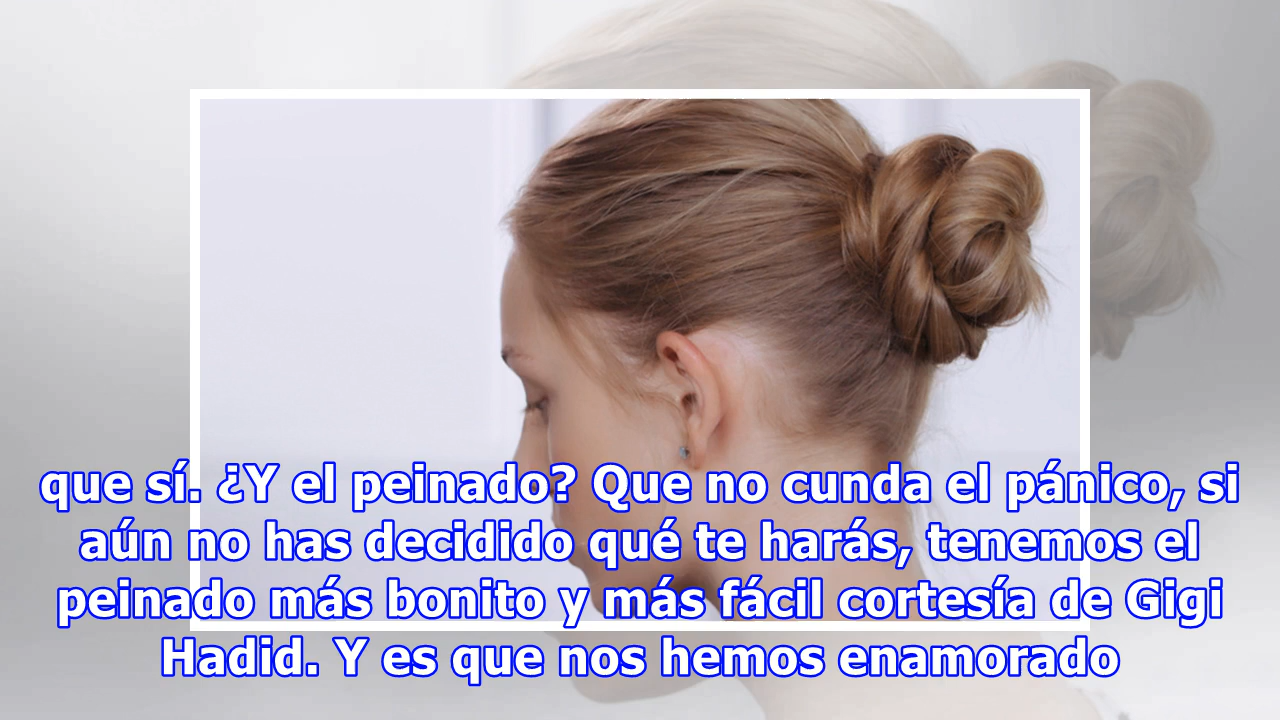 que sí. ¿Y el peinado? Que no cunda el pánico, si
aún no has decidido qué te harás, tenemos el
peinado más bonito y más fácil cortesía de Gigi
Hadid. Y es que nos hemos enamorado